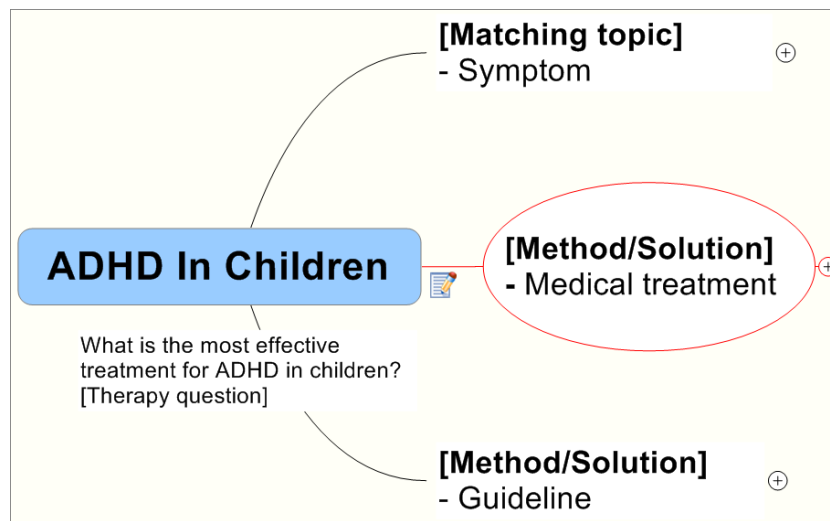 [Matching topic]
- Symptom
ADHD In Children
[Method/Solution]
- Medical treatment
What is the most effective
treatment for ADHD in children?
[Therapy question]
[Method/Solution]
- Guideline